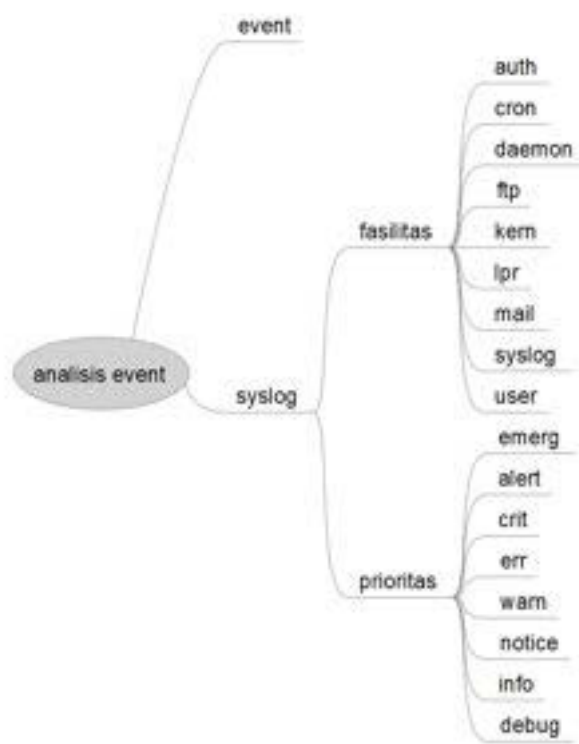 event
auth
cron
daemon
ftp
fasilitas
kern
lpr
mail
analisis event
syslog
syslog
user
emerg
alert
crit
err
prioritas
warn
notice
info
debug